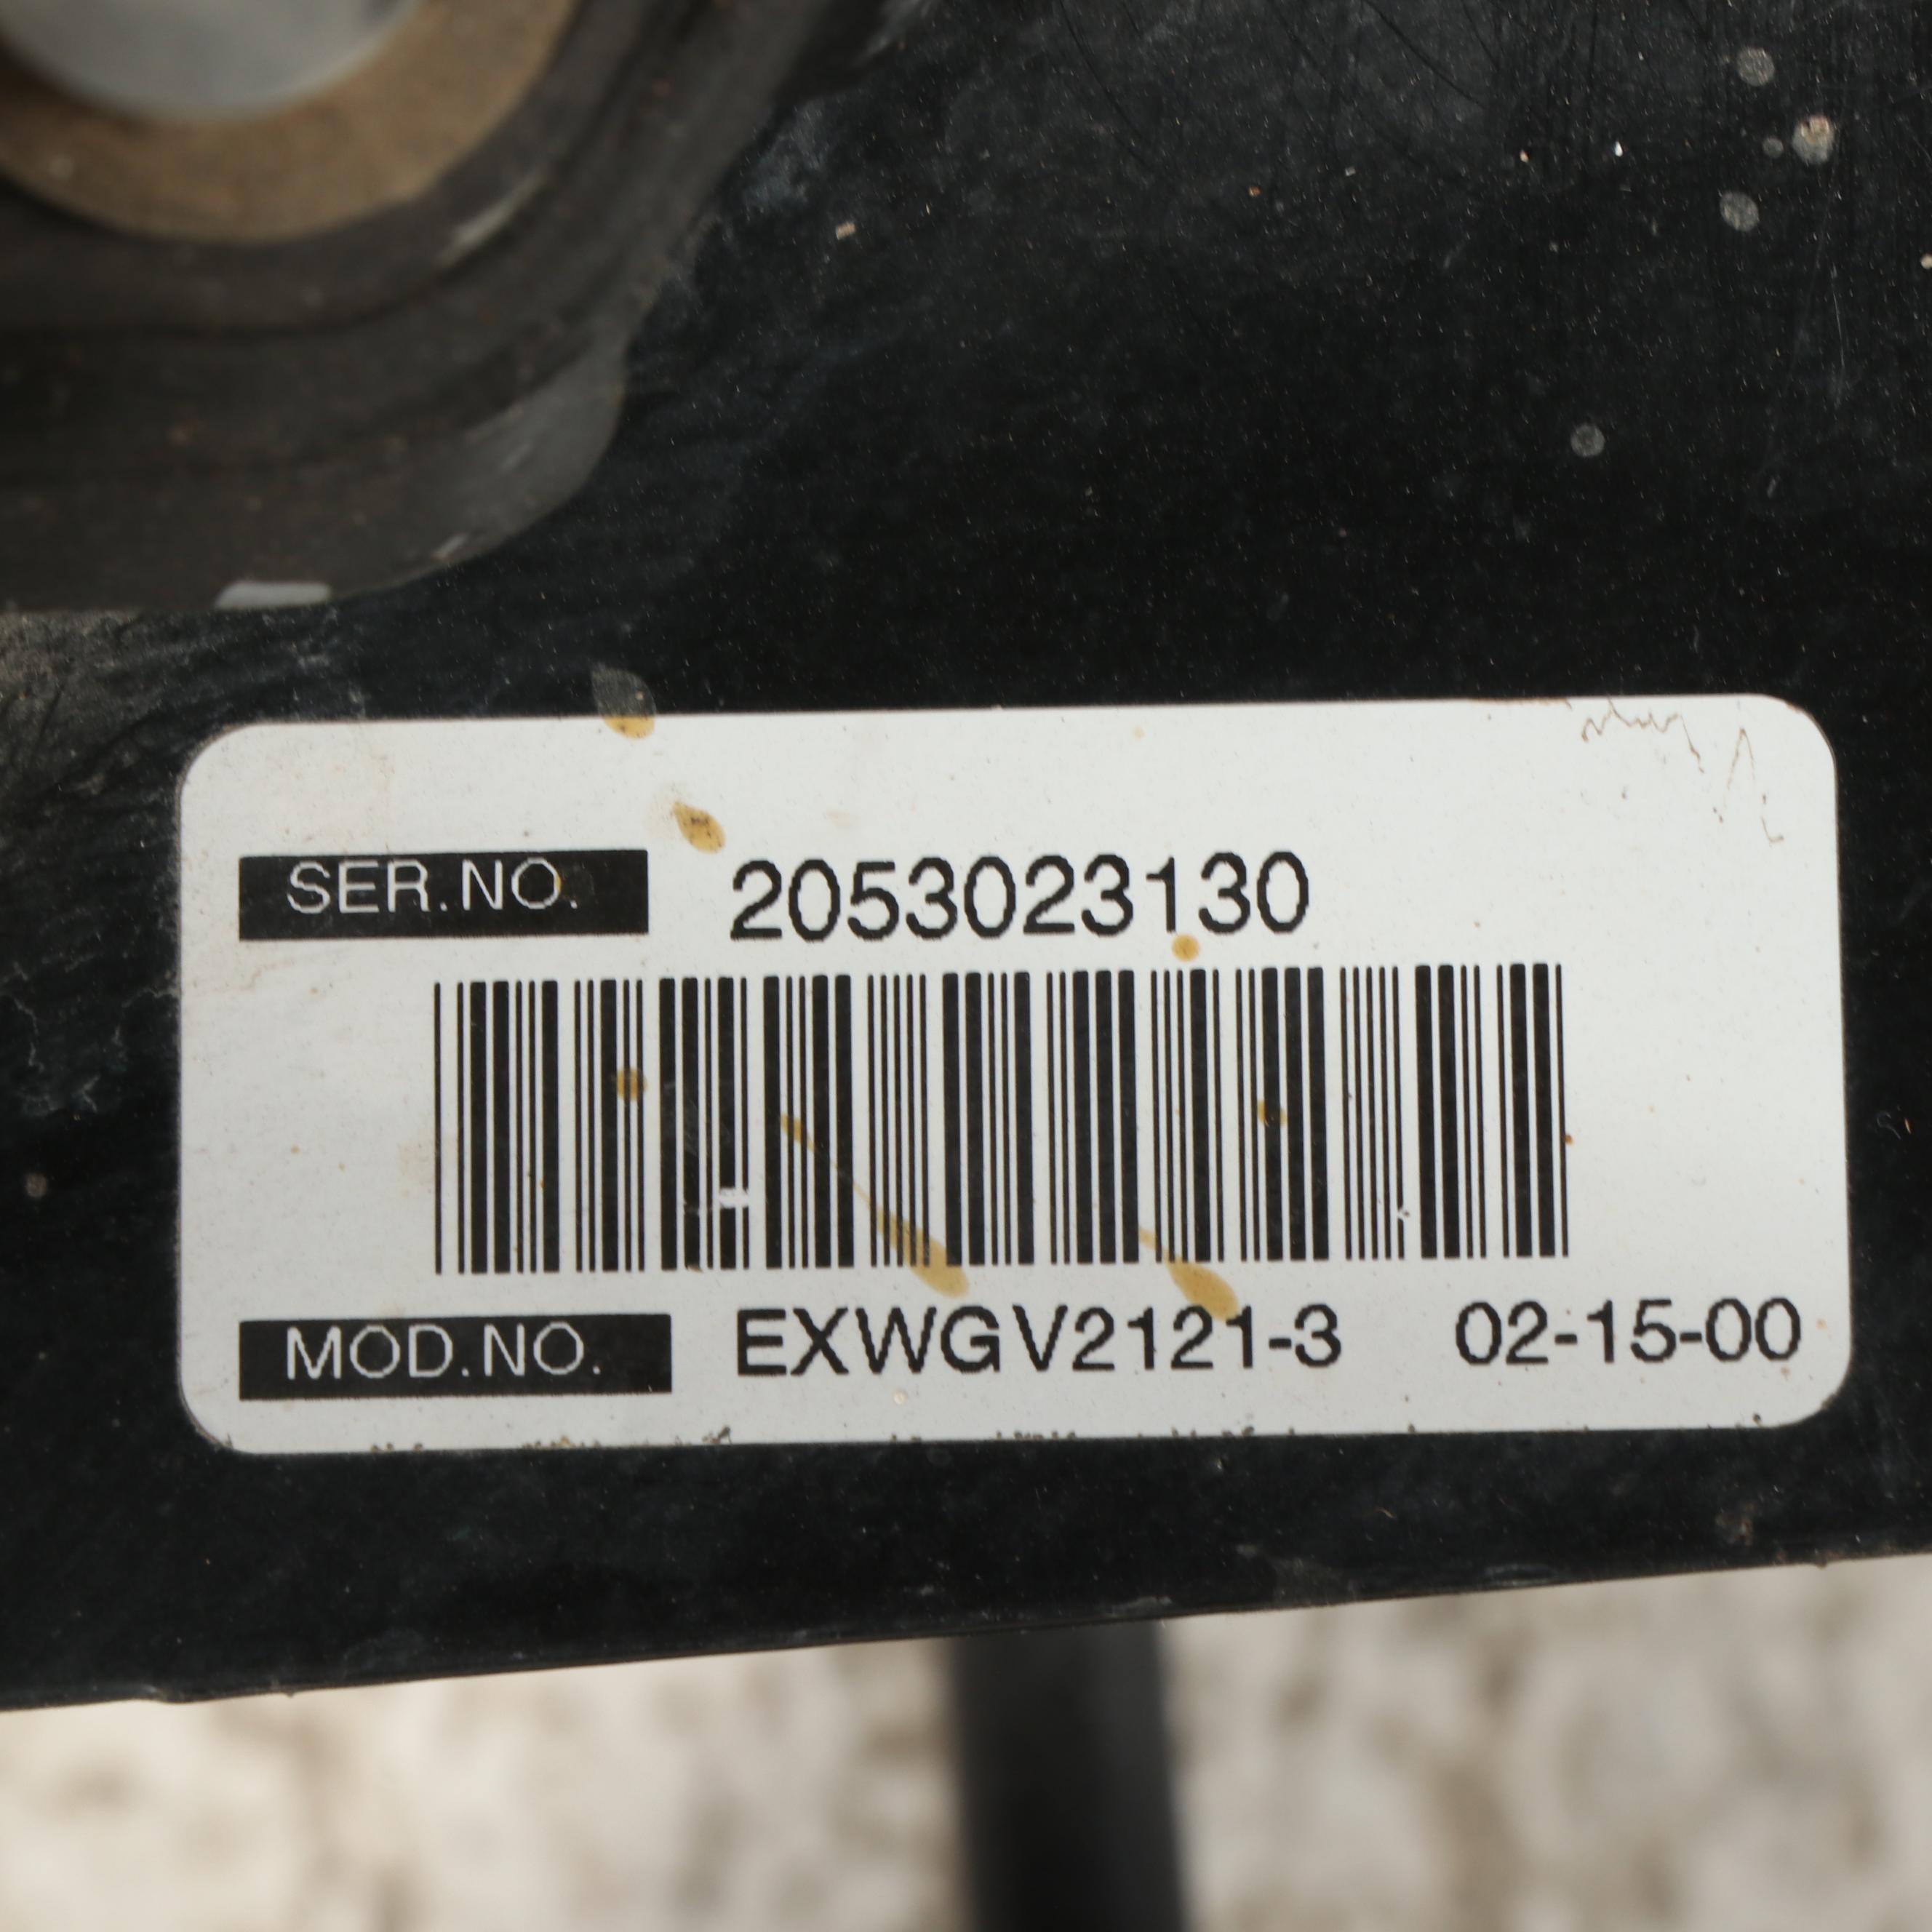 SER.NO. 2053023130
MOD.NO. EXWGV2121-3 02-15-00